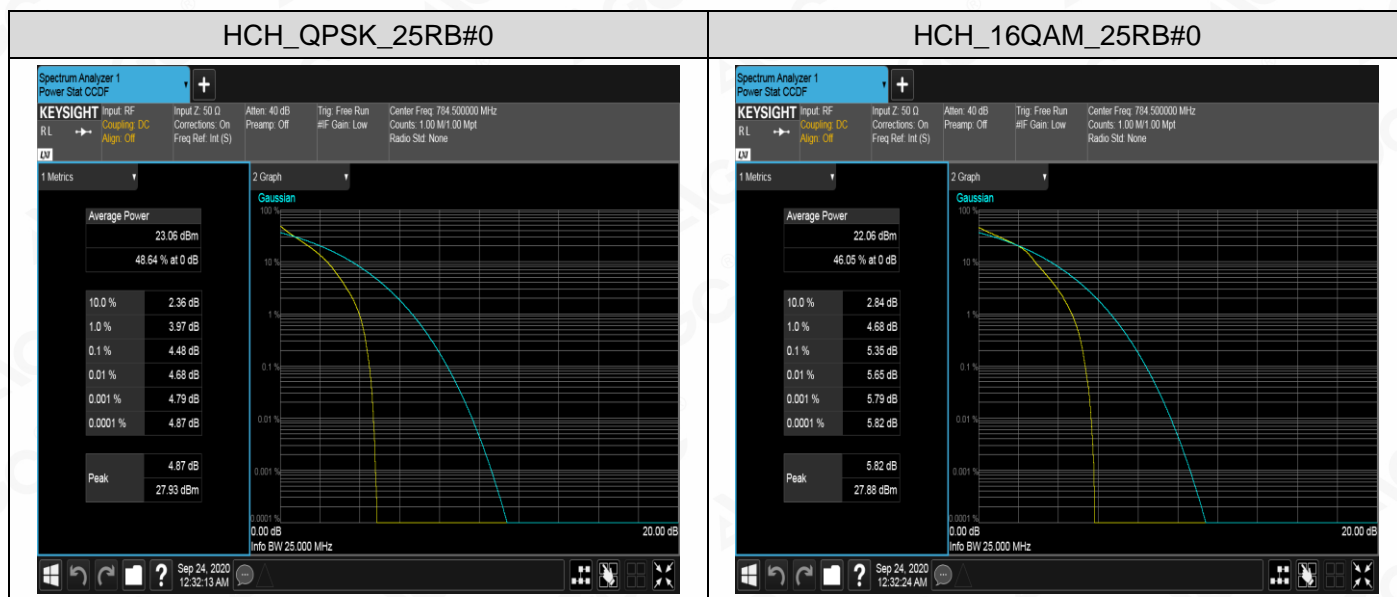 HCH_QPSK_25RB#0
Spectrum Analyzer 1
Power Stat CCDF
+
KEYSIGHT
RL
LXI
Input: RF
Coupling: DC
Align: Off
Input Z: 50 Ω
Corrections: On
Freq Ref: Int (S)
Atten: 40 dB
Preamp: Off
Trig: Free Run
#IF Gain: Low
Center Freq: 784.500000 MHz
Counts: 1.00 M/1.00 Mpt
Radio Std: None
1 Metrics
Average Power
23.06 dBm
48.64 % at 0 dB
10.0 % 2.36 dB
1.0 % 3.97 dB
0.1 % 4.48 dB
0.01 % 4.68 dB
0.001 % 4.79 dB
0.0001 % 4.87 dB
Peak
4.87 dB
27.93 dBm
2 Graph
Gaussian
100 %
10 %
1 %
0.1 %
0.01 %
0.001 %
0.0001 %
0.00 dB 20.00 dB
Info BW 25.000 MHz
?
Sep 24, 2020
12:32:13 AM
HCH_16QAM_25RB#0
Spectrum Analyzer 1
Power Stat CCDF
+
KEYSIGHT
RL
LXI
Input: RF
Coupling: DC
Align: Off
Input Z: 50 Ω
Corrections: On
Freq Ref: Int (S)
Atten: 40 dB
Preamp: Off
Trig: Free Run
#IF Gain: Low
Center Freq: 784.500000 MHz
Counts: 1.00 M/1.00 Mpt
Radio Std: None
1 Metrics
Average Power
22.06 dBm
46.05 % at 0 dB
10.0 % 2.84 dB
1.0 % 4.68 dB
0.1 % 5.35 dB
0.01 % 5.65 dB
0.001 % 5.79 dB
0.0001 % 5.82 dB
Peak
5.82 dB
27.88 dBm
2 Graph
Gaussian
100 %
10 %
1 %
0.1 %
0.01 %
0.001 %
0.0001 %
0.00 dB 20.00 dB
Info BW 25.000 MHz
?
Sep 24, 2020
12:32:24 AM